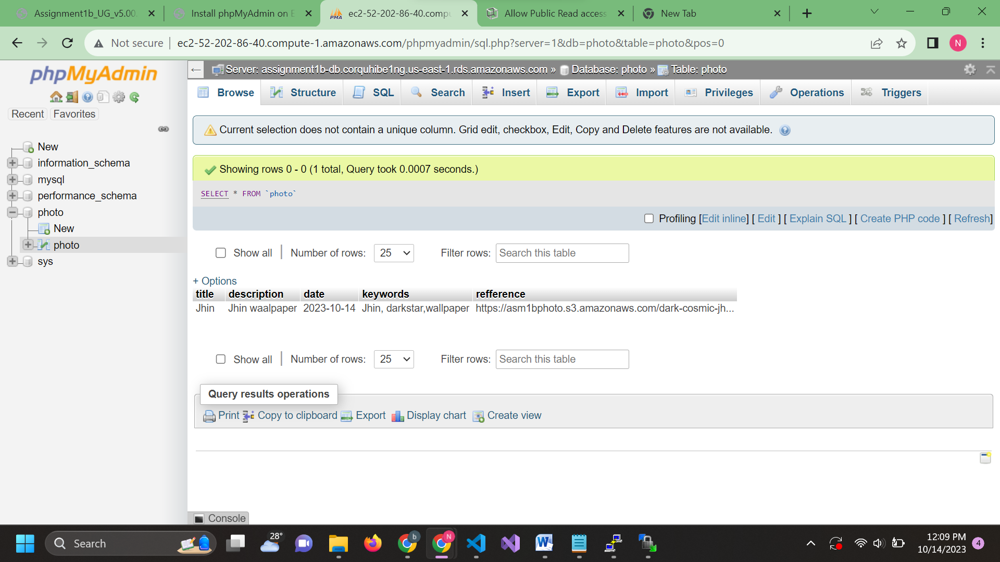 Assignment1b_UG_v5.00.
Install phpMyAdmin on E
PMA
ec2-52-202-86-40.compu
Allow Public Read access
New Tab
Not secure
ec2-52-202-86-40.compute-1.amazonaws.com/phpmyadmin/sql.php?server=1&db=photo&table=photo&pos=0
N
phpMyAdmin
Recent
Favorites
New
information_schema
mysql
performance_schema
photo
New
photo
sys
Server: assignment1b-db.corquhibe1ng.us-east-1.rds.amazonaws.com » Database: photo » Table: photo
Browse
Structure
SQL
Search
Insert
Export
Import
Privileges
Operations
Triggers
Current selection does not contain a unique column. Grid edit, checkbox, Edit, Copy and Delete features are not available.
Showing rows 0 - 0 (1 total, Query took 0.0007 seconds.)
SELECT * FROM `photo`
Profiling [Edit inline] [ Edit ] [ Explain SQL ] [ Create PHP code ] [ Refresh]
Show all
Number of rows:
25
Filter rows:
Search this table
+ Options
title description date keywords refference
Jhin Jhin waalpaper 2023-10-14 Jhin, darkstar,wallpaper https://asm1bphoto.s3.amazonaws.com/dark-cosmic-jh...
Show all
Number of rows:
25
Filter rows:
Search this table
Query results operations
Print
Copy to clipboard
Export
Display chart
Create view
Console
Search
28°
b
N
12:09 PM
10/14/2023
4